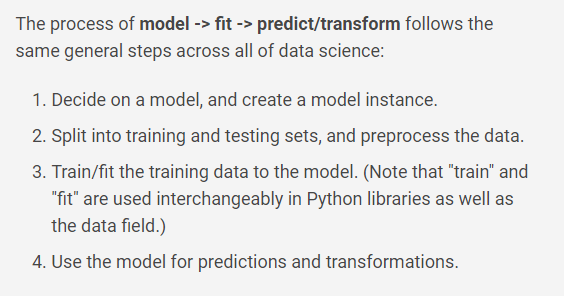 The process of model -> fit -> predict/transform follows the
same general steps across all of data science:
1. Decide on a model, and create a model instance.
2. Split into training and testing sets, and preprocess the data.
3. Train/fit the training data to the model. (Note that "train" and
"fit" are used interchangeably in Python libraries as well as
the data field.)
4. Use the model for predictions and transformations.